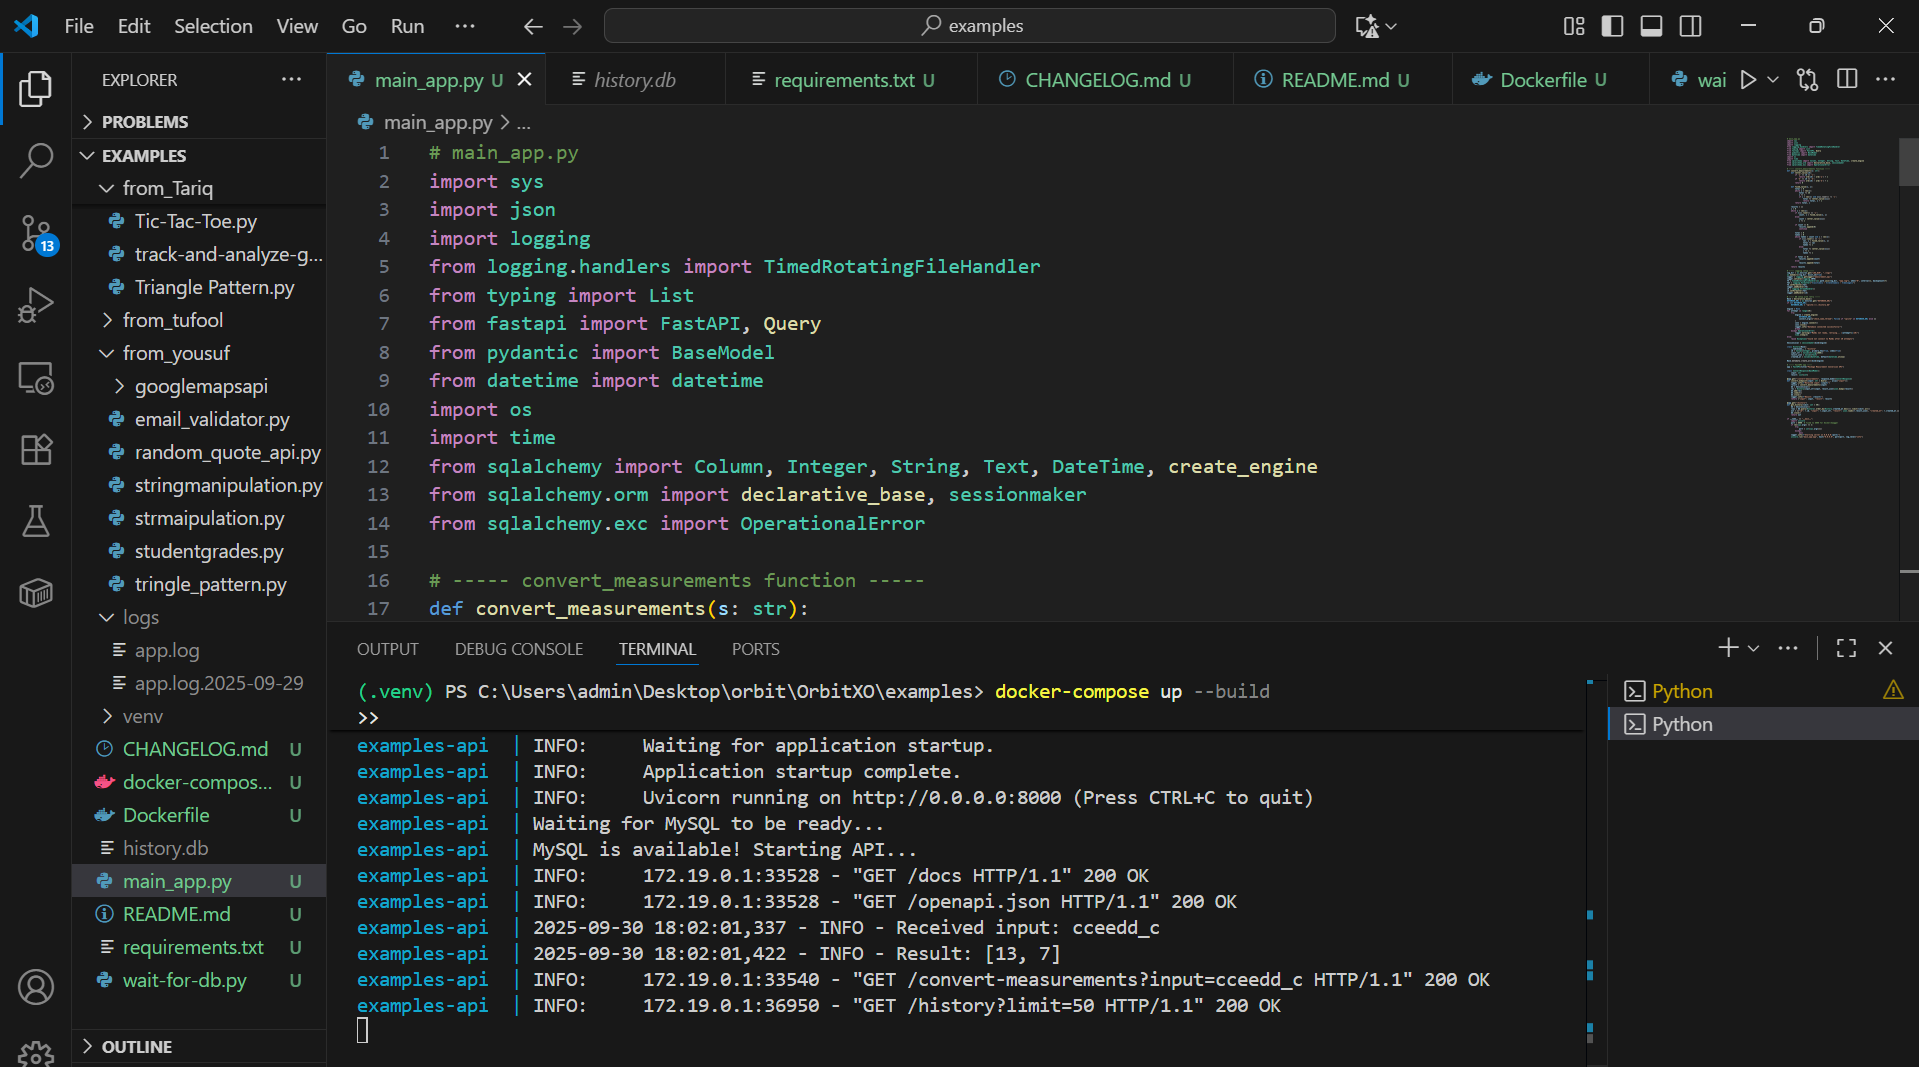 File Edit Selection View Go Run ··· examples
EXPLORER
PROBLEMS
EXAMPLES
from_Tariq
Tic-Tac-Toe.py
track-and-analyze-g...
Triangle Pattern.py
from_tufool
from_yousuf
googlemapsapi
email_validator.py
random_quote_api.py
stringmanipulation.py
strmaipulation.py
studentgrades.py
tringle_pattern.py
logs
app.log
app.log.2025-09-29
venv
CHANGELOG.md U
docker-compos... U
Dockerfile U
history.db
main_app.py U
README.md U
requirements.txt U
wait-for-db.py U
OUTLINE
13
main_app.py U history.db requirements.txt U CHANGELOG.md U README.md U Dockerfile U wai
main_app.py > ...
1 # main_app.py
2 import sys
3 import json
4 import logging
5 from logging.handlers import TimedRotatingFileHandler
6 from typing import List
7 from fastapi import FastAPI, Query
8 from pydantic import BaseModel
9 from datetime import datetime
10 import os
11 import time
12 from sqlalchemy import Column, Integer, String, Text, DateTime, create_engine
13 from sqlalchemy.orm import declarative_base, sessionmaker
14 from sqlalchemy.exc import OperationalError
15
16 # ----- convert_measurements function -----
17 def convert_measurements(s: str):
OUTPUT DEBUG CONSOLE TERMINAL PORTS
(.venv) PS C:\Users\admin\Desktop\orbit\OrbitXO\examples> docker-compose up --build
>>
examples-api | INFO: Waiting for application startup.
examples-api | INFO: Application startup complete.
examples-api | INFO: Uvicorn running on http://0.0.0.0:8000 (Press CTRL+C to quit)
examples-api | Waiting for MySQL to be ready...
examples-api | MySQL is available! Starting API...
examples-api | INFO: 172.19.0.1:33528 - "GET /docs HTTP/1.1" 200 OK
examples-api | INFO: 172.19.0.1:33528 - "GET /openapi.json HTTP/1.1" 200 OK
examples-api | 2025-09-30 18:02:01,337 - INFO - Received input: cceedd_c
examples-api | 2025-09-30 18:02:01,422 - INFO - Result: [13, 7]
examples-api | INFO: 172.19.0.1:33540 - "GET /convert-measurements?input=cceedd_c HTTP/1.1" 200 OK
examples-api | INFO: 172.19.0.1:36950 - "GET /history?limit=50 HTTP/1.1" 200 OK
Python
Python